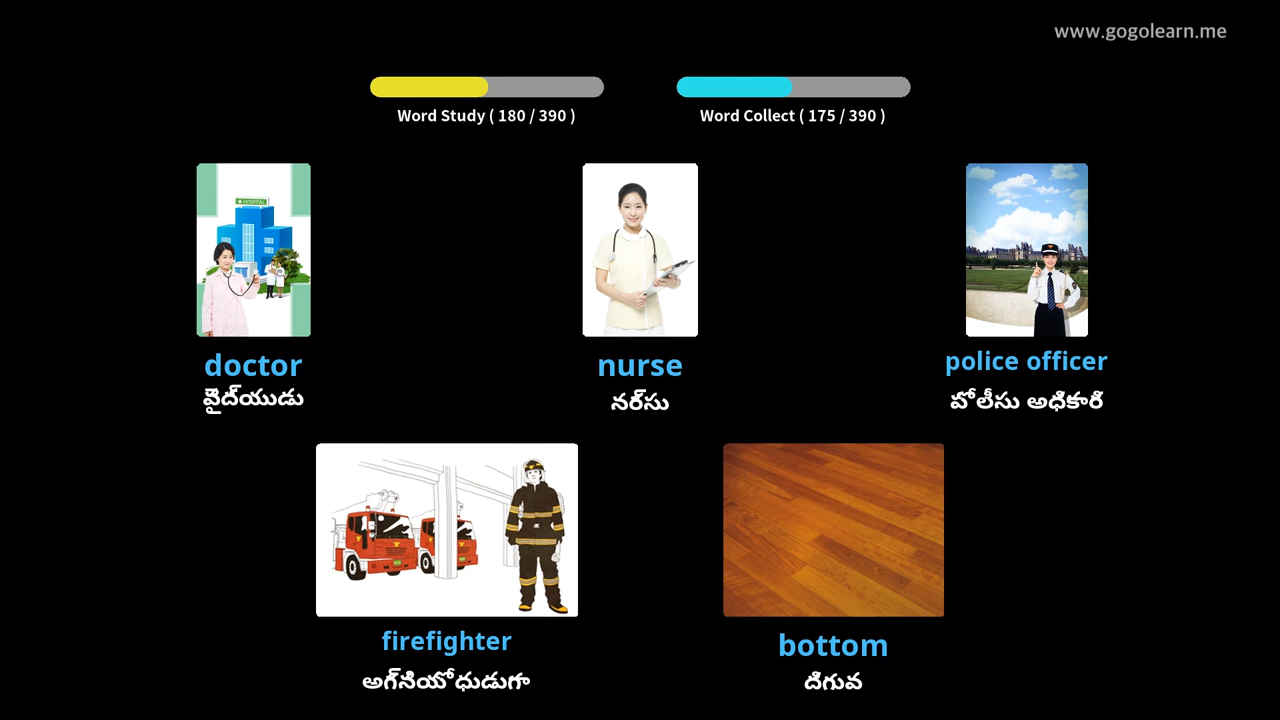 www.gogolearn.me
Word Study ( 180 / 390 )
Word Collect ( 175 / 390 )
HOSPITAL
doctor
nurse
police officer
వైద్యుడు
నర్సు
పోలీసు అధికారి
firefighter
bottom
అగ్నియోధుడుగా
దిగువ